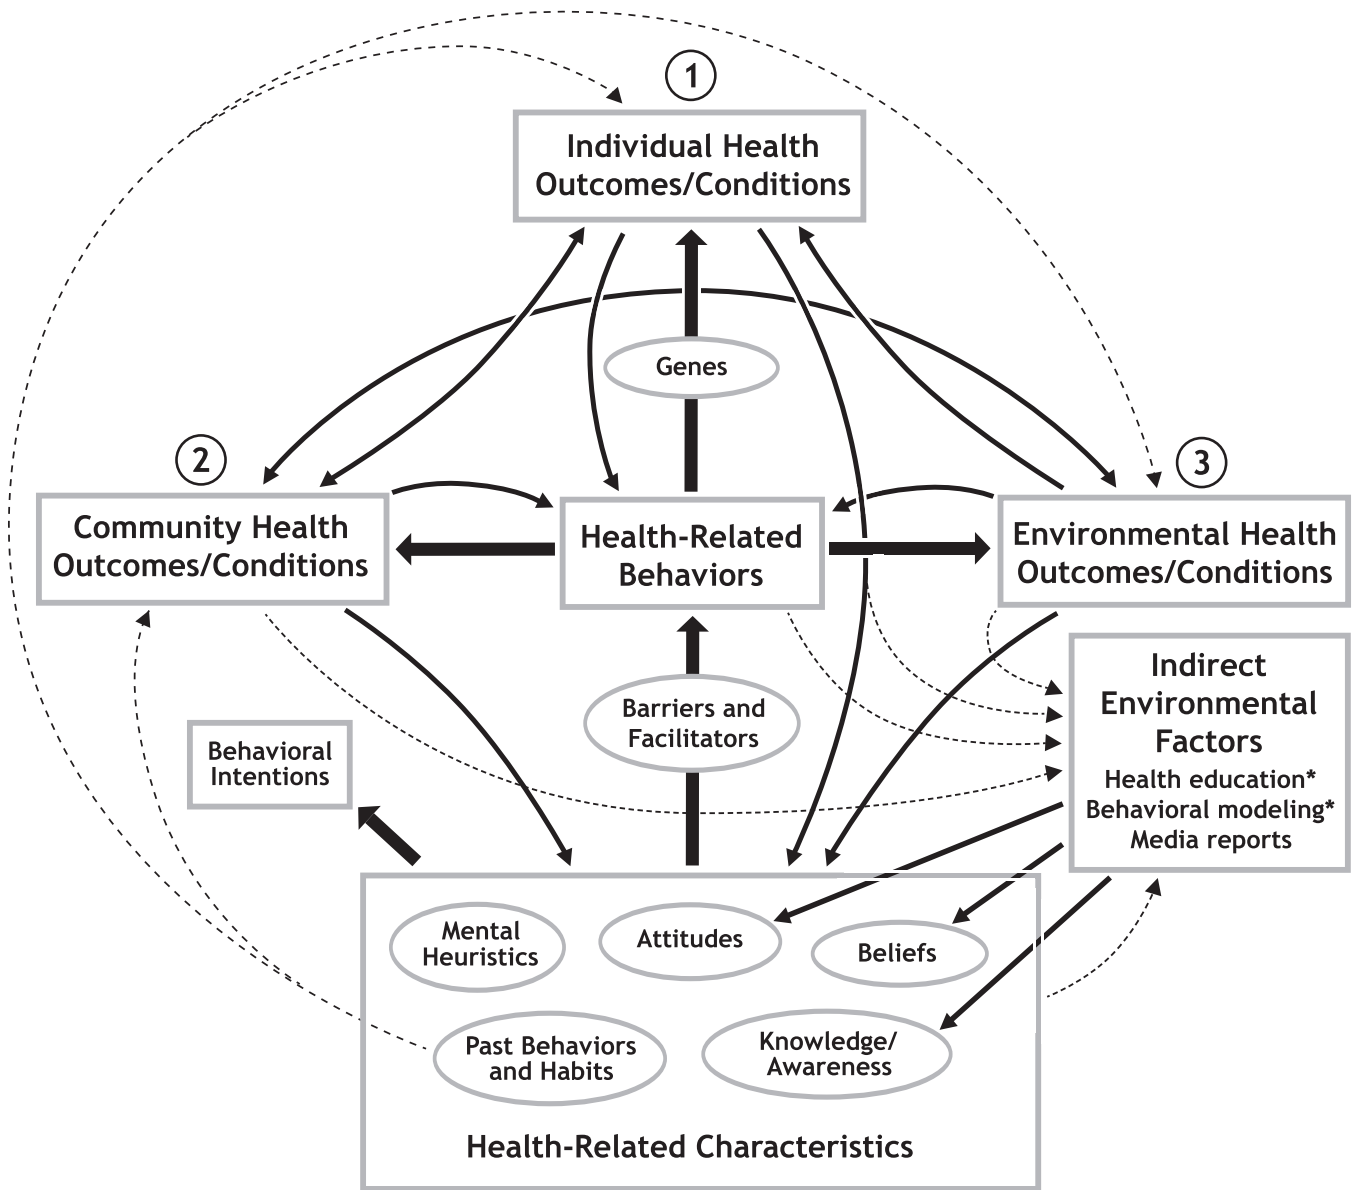 1
Individual Health
Outcomes/Conditions
Genes
2
3
Community Health
Outcomes/Conditions
Health-Related
Behaviors
Environmental Health
Outcomes/Conditions
Indirect
Environmental
Factors
Health education*
Behavioral modeling*
Media reports
Barriers and
Facilitators
Behavioral
Intentions
Mental
Heuristics
Attitudes
Beliefs
Past Behaviors
and Habits
Knowledge/
Awareness
Health-Related Characteristics